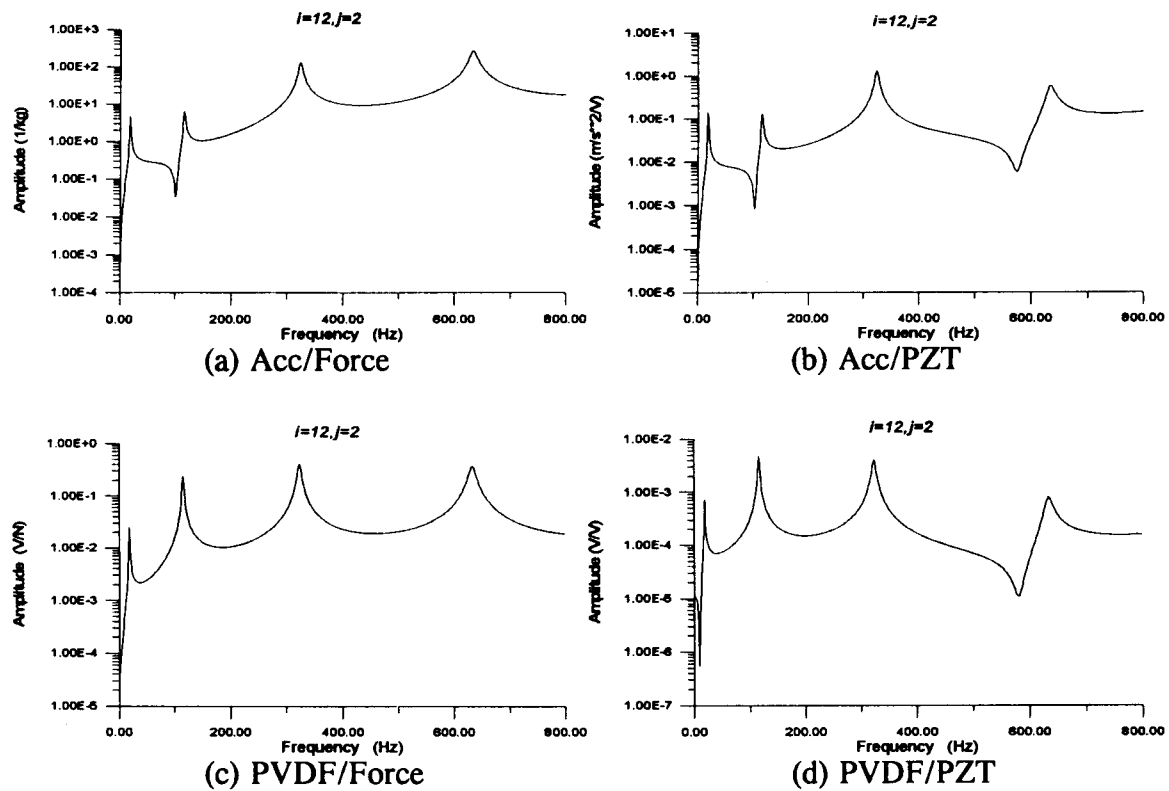 i=12,j=2
1.00E+3
1.00E+2
1.00E+1
1.00E+0
1.00E-1
1.00E-2
1.00E-3
1.00E-4
Amplitude (1/kg)
0.00
200.00
400.00
600.00
800.00
Frequency (Hz)
(a) Acc/Force
i=12,j=2
1.00E+1
1.00E+0
1.00E-1
1.00E-2
1.00E-3
1.00E-4
1.00E-5
Amplitude (m/s**2/V)
0.00
200.00
400.00
600.00
800.00
Frequency (Hz)
(b) Acc/PZT
i=12,j=2
1.00E+0
1.00E-1
1.00E-2
1.00E-3
1.00E-4
1.00E-5
Amplitude (V/N)
0.00
200.00
400.00
600.00
800.00
Frequency (Hz)
(c) PVDF/Force
i=12,j=2
1.00E-2
1.00E-3
1.00E-4
1.00E-5
1.00E-6
1.00E-7
Amplitude (V/V)
0.00
200.00
400.00
600.00
800.00
Frequency (Hz)
(d) PVDF/PZT